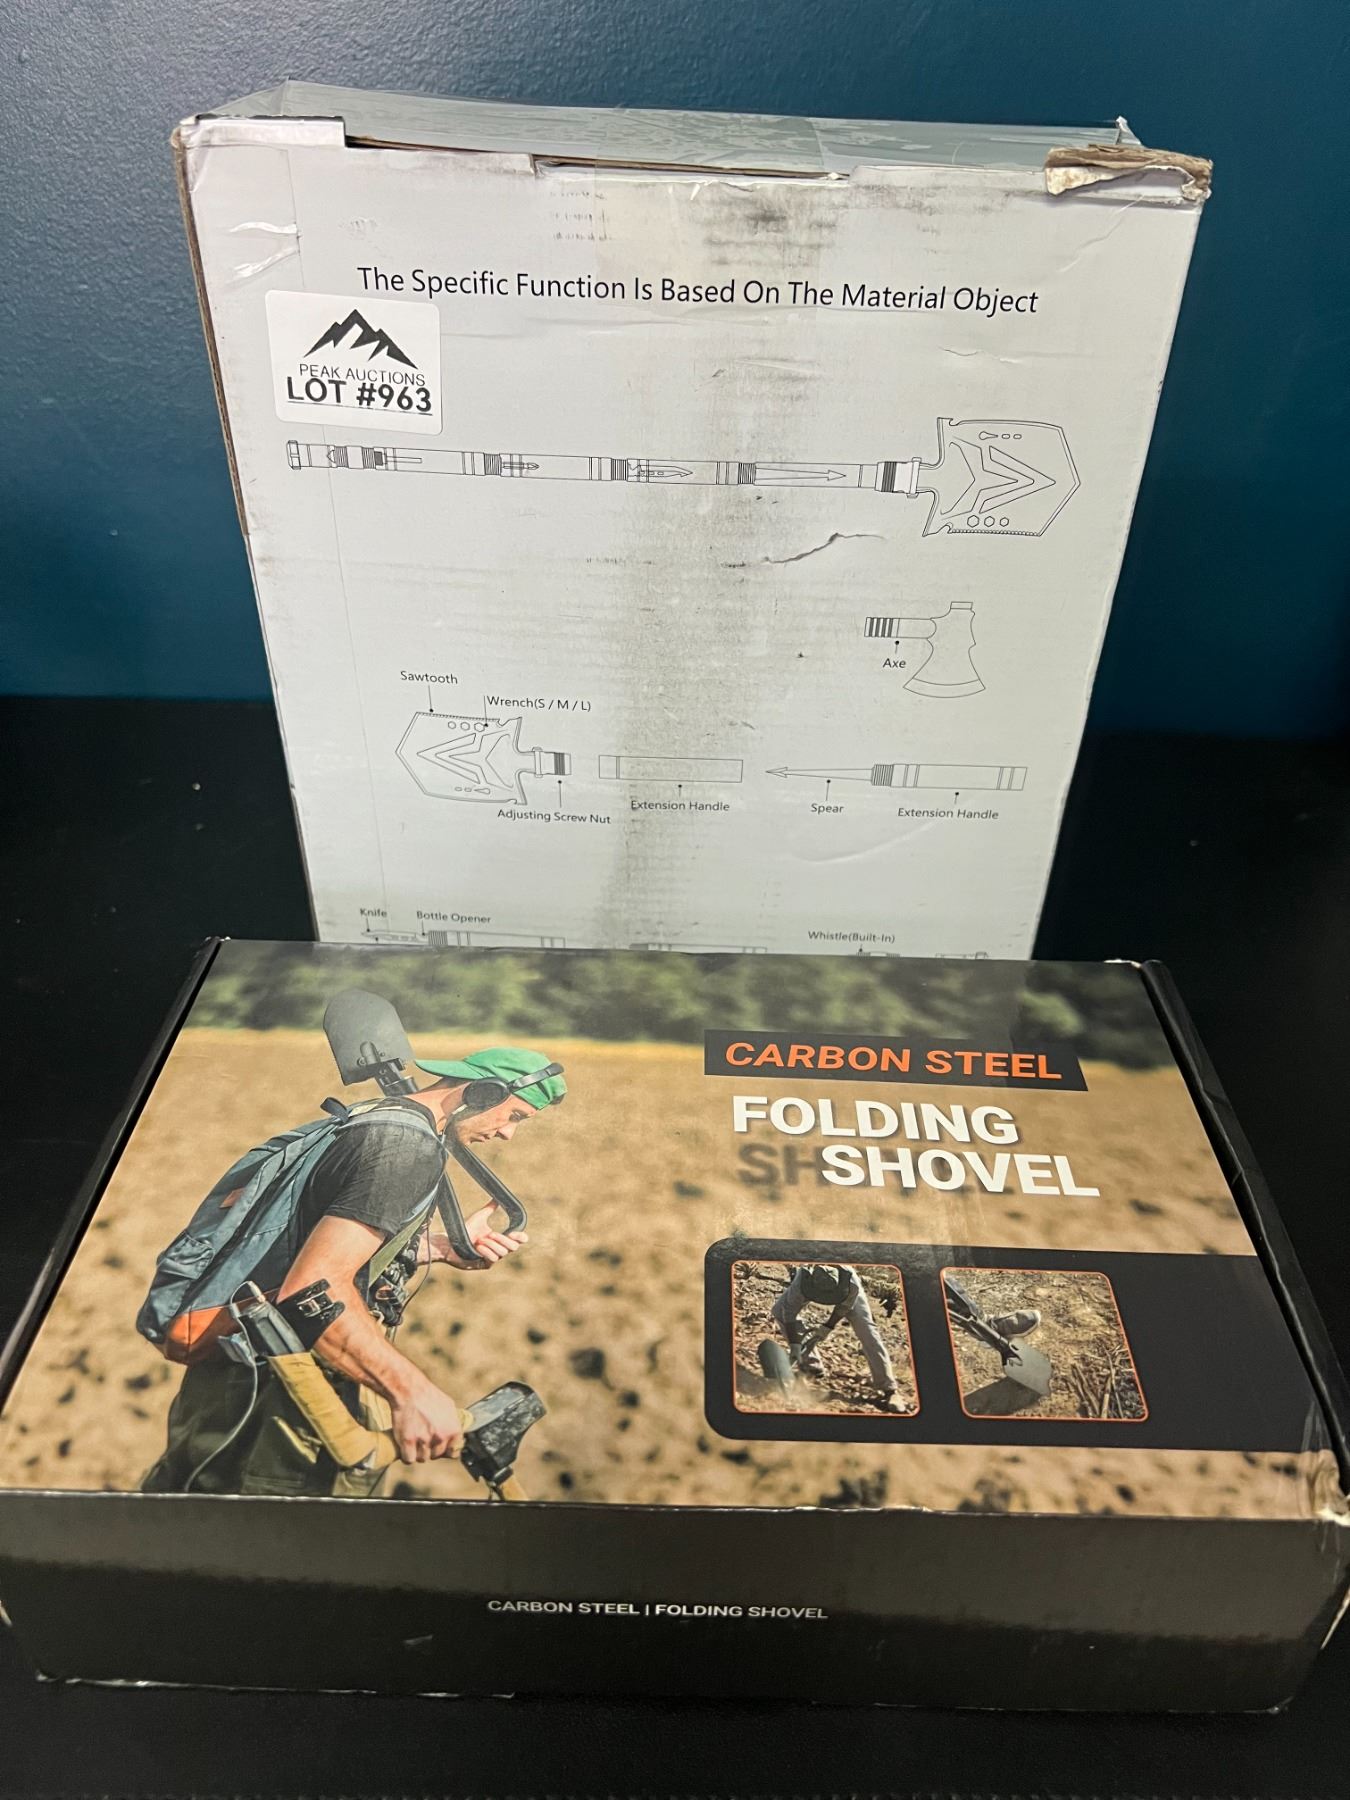 The Specific Function Is Based On The Material Object
PEAK AUCTIONS
LOT #963
Axe
Sawtooth
Wrench(S / M / L)
Adjusting Screw Nut
Extension Handle
Spear
Extension Handle
Knife
Bottle Opener
Whistle(Built-In)
CARBON STEEL
FOLDING
SHOVEL
CARBON STEEL | FOLDING SHOVEL